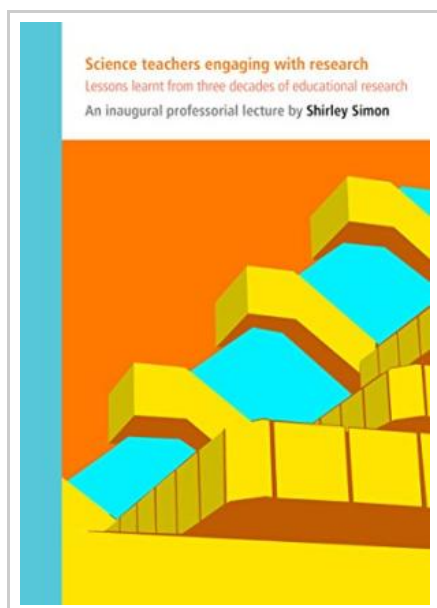 Science teachers engaging with research
Lessons learnt from three decades of educational research
An inaugural professorial lecture by Shirley Simon